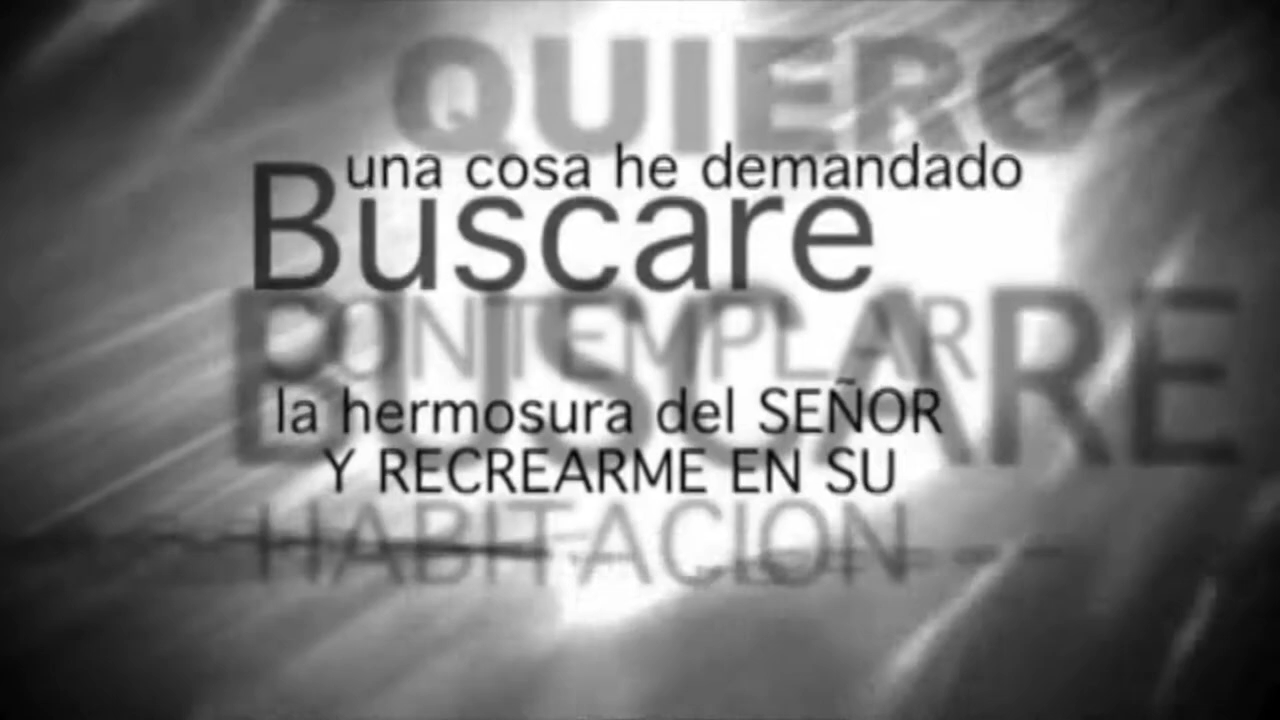 QUIERO
una cosa he demandado
Buscare
CONTEMPLAR
BUSCARE
la hermosura del SEÑOR
Y RECREARME EN SU
HABITACION